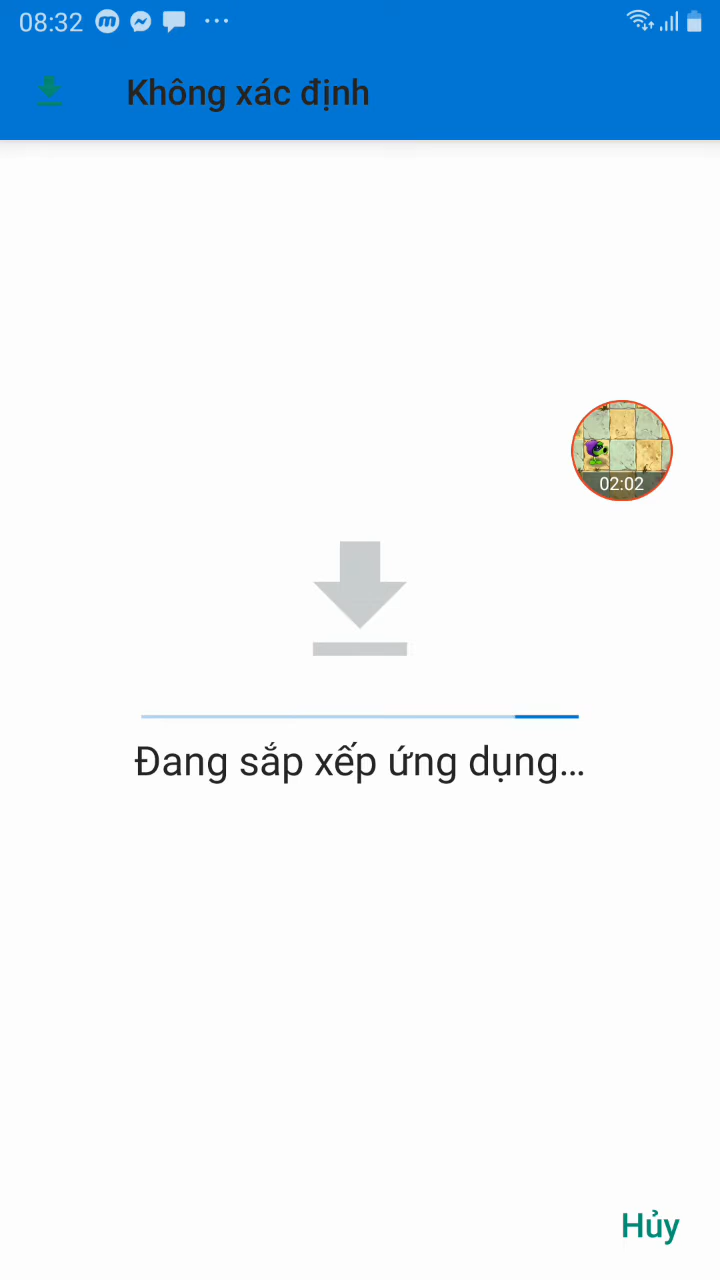 08:32
Không xác định
02:02
Đang sắp xếp ứng dụng...
Hủy